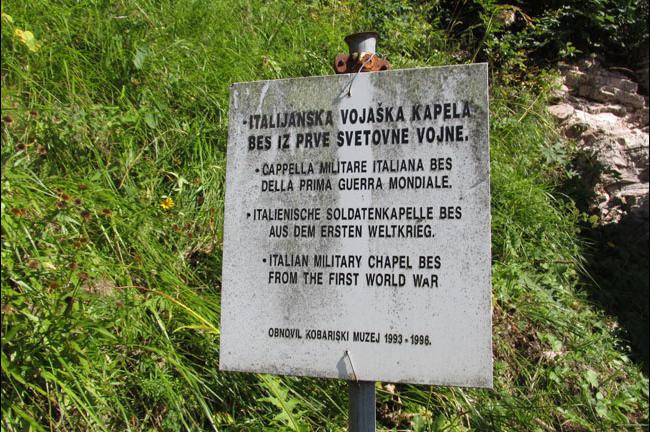 •ITALIJANSKA VOJAŠKA KAPELA
BES IZ PRVE SVETOVNE VOJNE.
•CAPPELLA MILITARE ITALIANA BES
DELLA PRIMA GUERRA MONDIALE.
•ITALIENISCHE SOLDATENKAPELLE BES
AUS DEM ERSTEN WELTKRIEG.
•ITALIAN MILITARY CHAPEL BES
FROM THE FIRST WORLD WaR
OBNOVIL KOBARIŠKI MUZEJ 1993-1996.